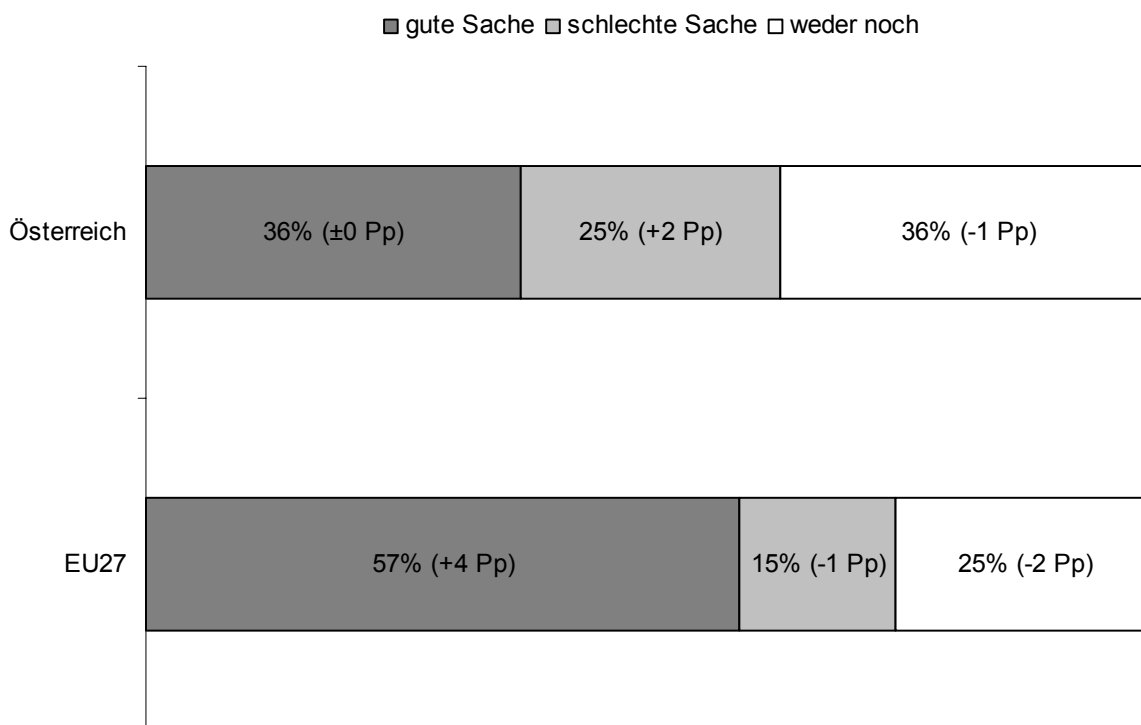 gute Sache schlechte Sache weder noch
Österreich 36% (±0 Pp) 25% (+2 Pp) 36% (-1 Pp)
EU27 57% (+4 Pp) 15% (-1 Pp) 25% (-2 Pp)